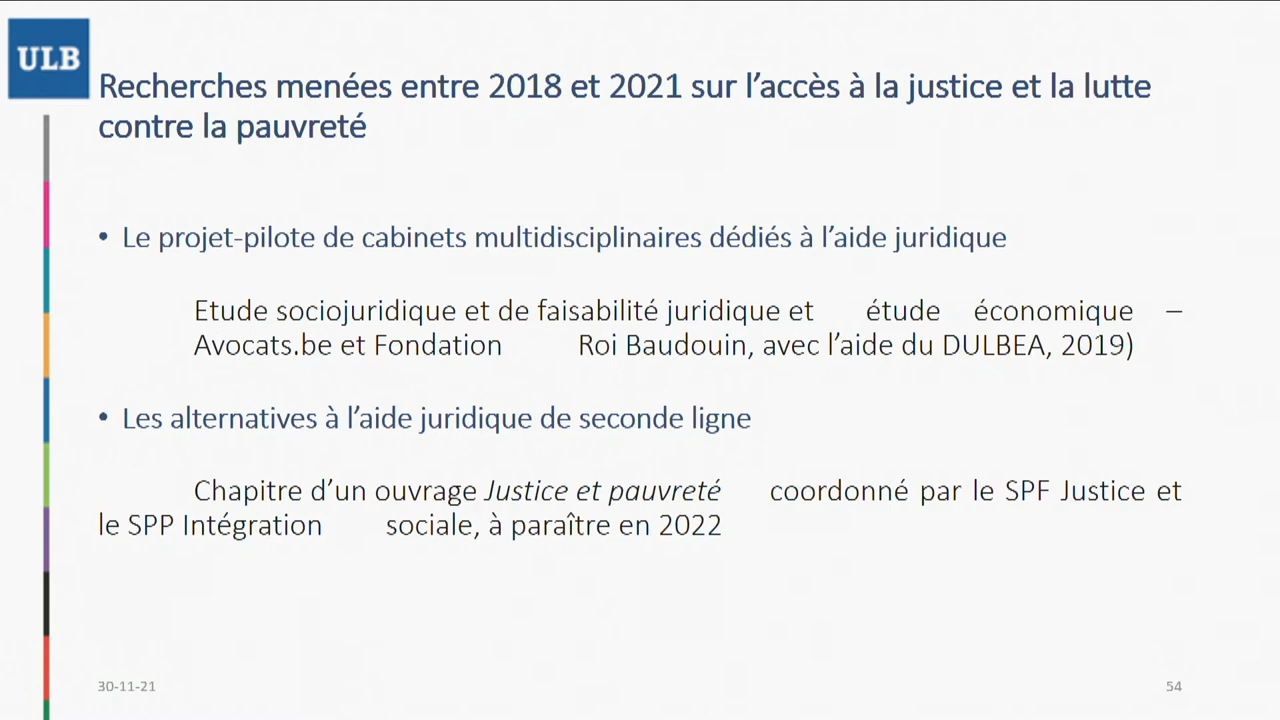 ULB
Recherches menées entre 2018 et 2021 sur l’accès à la justice et la lutte
contre la pauvreté
• Le projet-pilote de cabinets multidisciplinaires dédiés à l’aide juridique
Etude sociojuridique et de faisabilité juridique et étude économique –
Avocats.be et Fondation Roi Baudouin, avec l’aide du DULBEA, 2019)
• Les alternatives à l’aide juridique de seconde ligne
Chapitre d’un ouvrage Justice et pauvreté coordonné par le SPF Justice et
le SPP Intégration sociale, à paraître en 2022
30-11-21
54